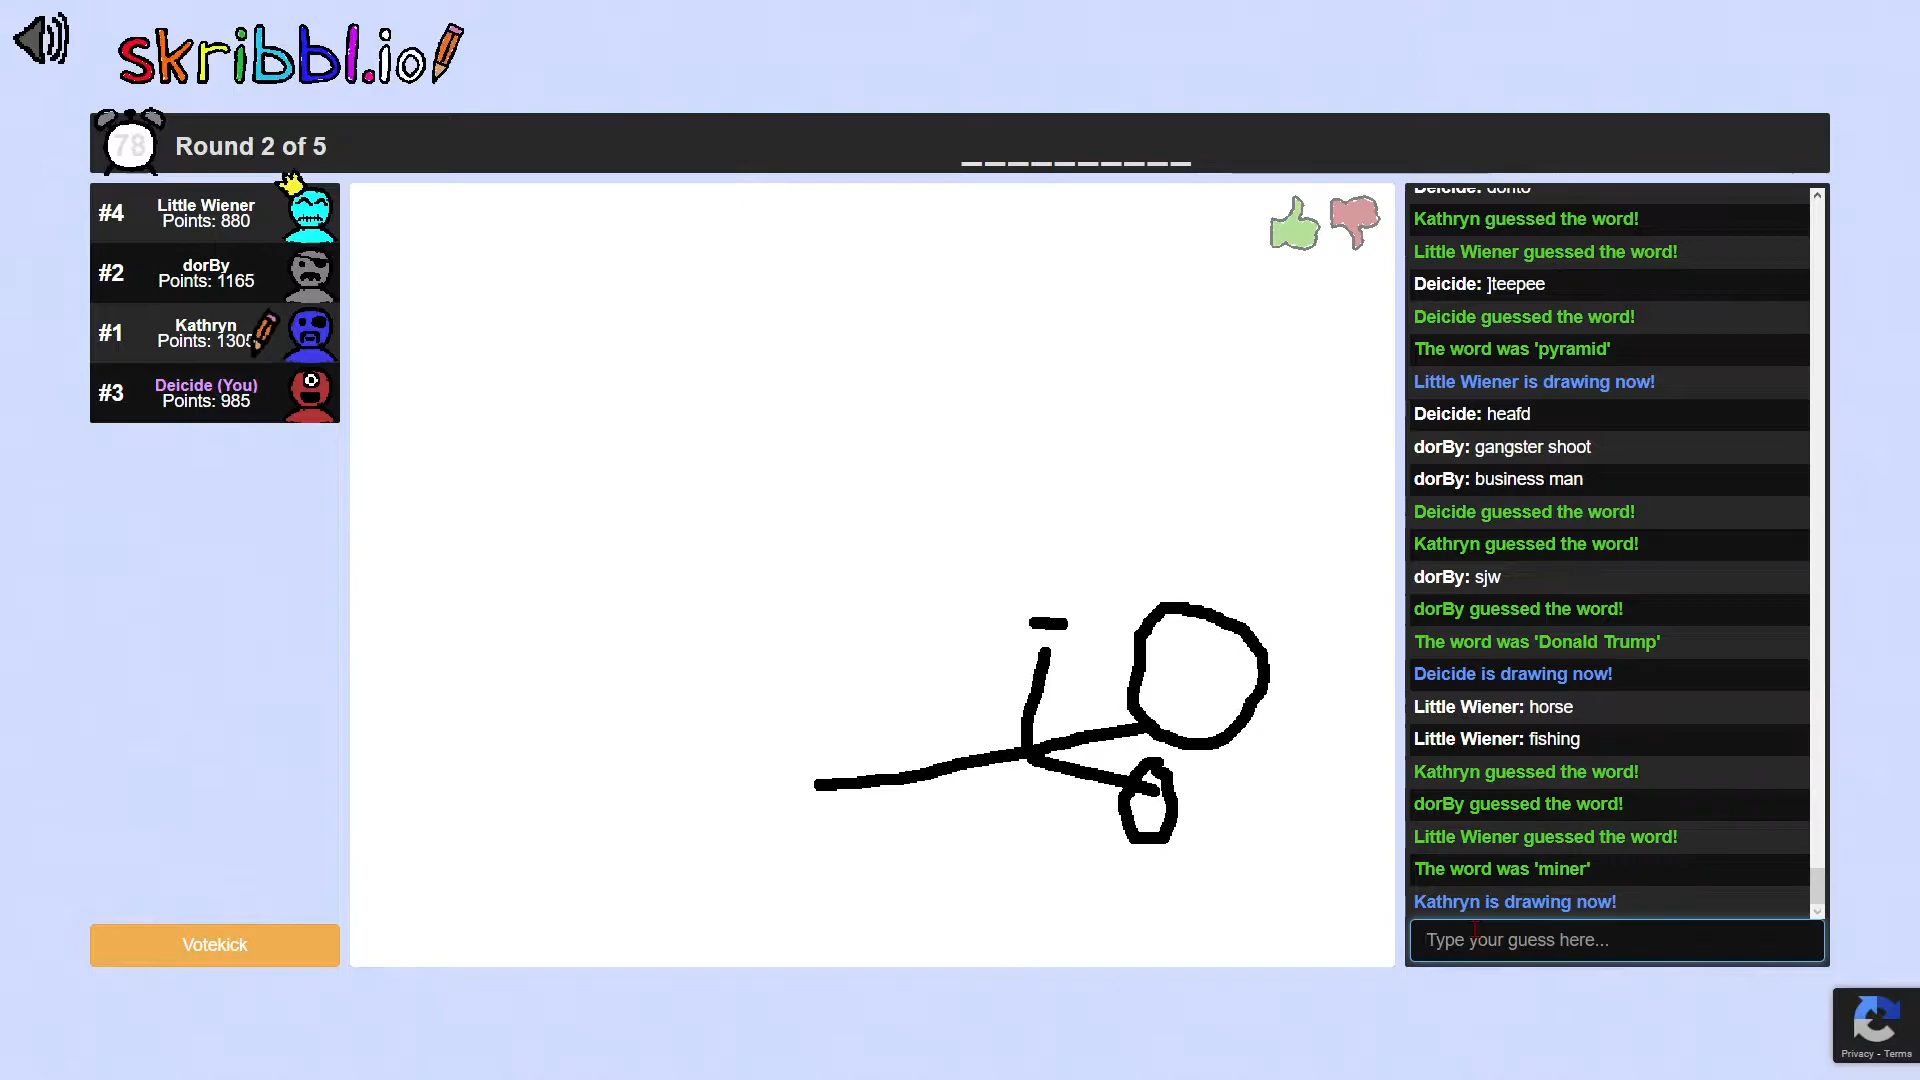 skribbl.io
78
Round 2 of 5
__________
#4
Little Wiener
Points: 880
#2
dorBy
Points: 1165
#1
Kathryn
Points: 1305
#3
Deicide (You)
Points: 985
Votekick
Deicide: donto
Kathryn guessed the word!
Little Wiener guessed the word!
Deicide: ]teepee
Deicide guessed the word!
The word was 'pyramid'
Little Wiener is drawing now!
Deicide: heafd
dorBy: gangster shoot
dorBy: business man
Deicide guessed the word!
Kathryn guessed the word!
dorBy: sjw
dorBy guessed the word!
The word was 'Donald Trump'
Deicide is drawing now!
Little Wiener: horse
Little Wiener: fishing
Kathryn guessed the word!
dorBy guessed the word!
Little Wiener guessed the word!
The word was 'miner'
Kathryn is drawing now!
Type your guess here...
Privacy - Terms